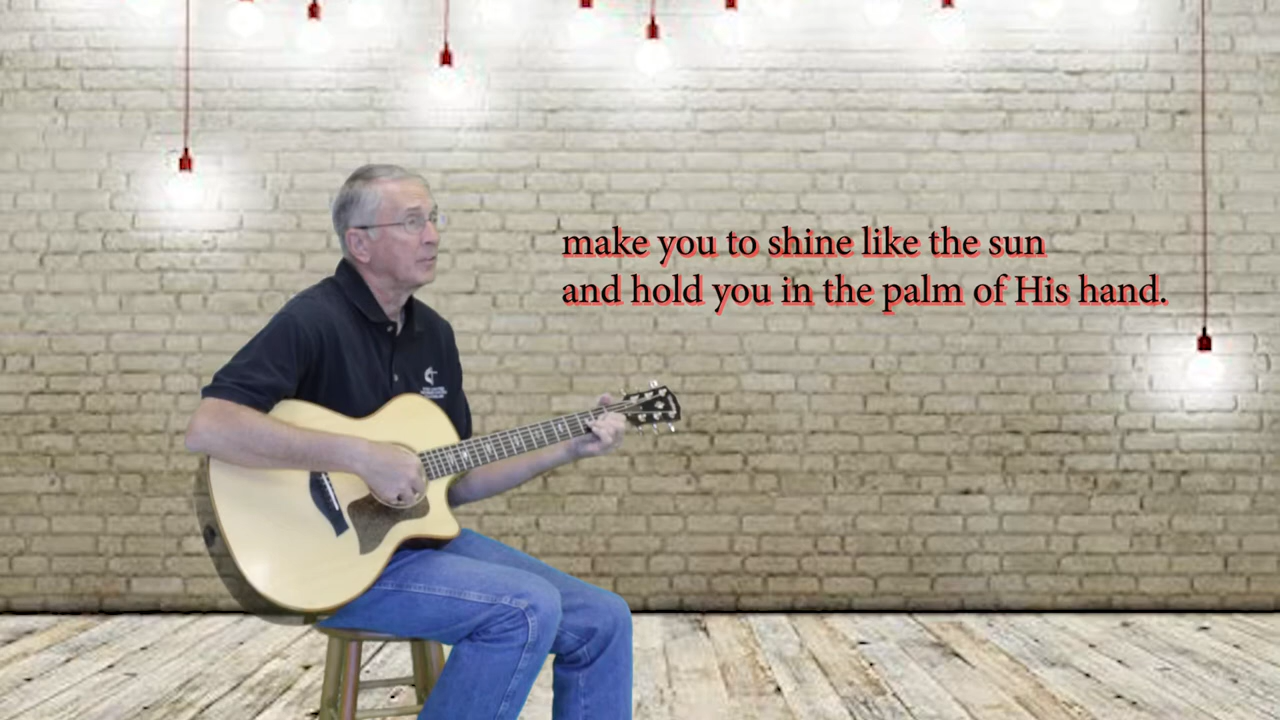 make you to shine like the sun
and hold you in the palm of His hand.